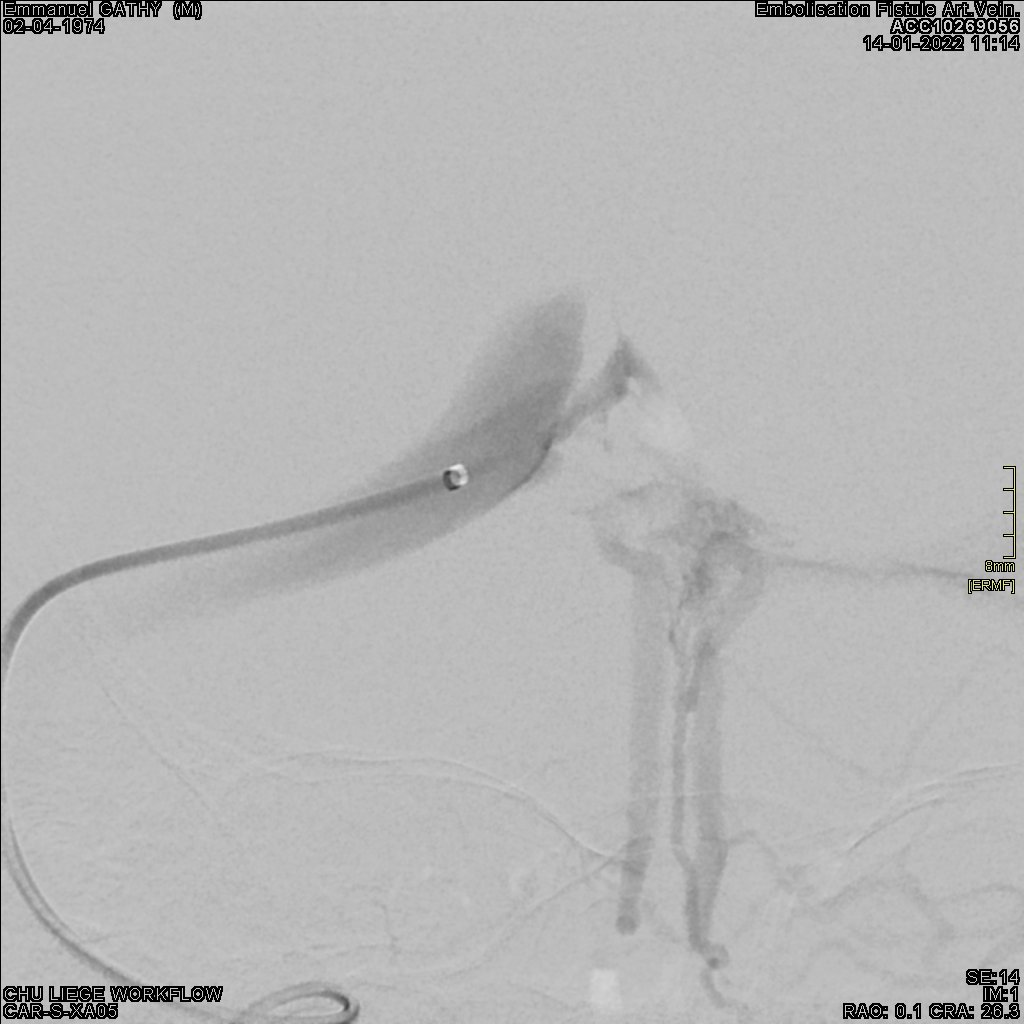 Emmanuel GATHY (M)
02-04-1974
Embolisation Fistule Art.Vein.
ACC10269056
14-01-2022 11:14
8mm
[ERMF]
CHU LIEGE WORKFLOW
CAR-S-XA05
SE:14
IM:1
RAO: 0.1 CRA: 26.3